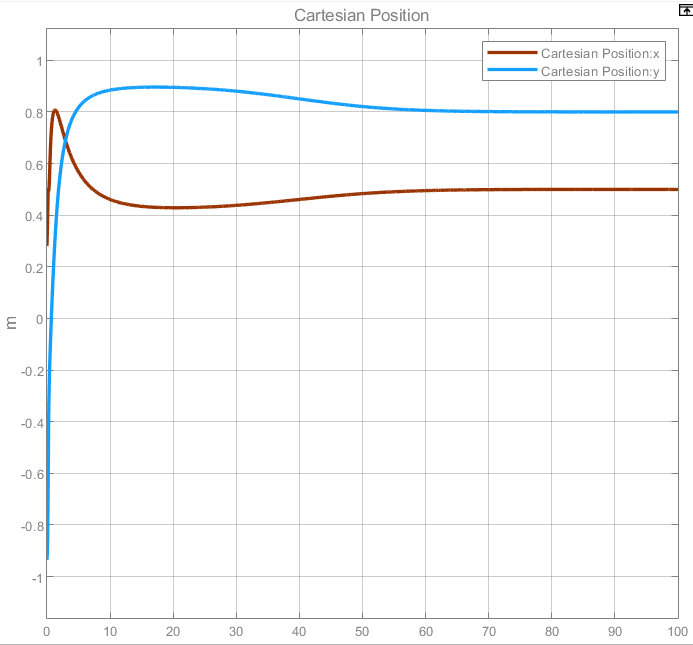 Cartesian Position
Cartesian Position:x
Cartesian Position:y
1
0.8
0.6
0.4
0.2
0
-0.2
-0.4
-0.6
-0.8
-1
m
0 10 20 30 40 50 60 70 80 90 100